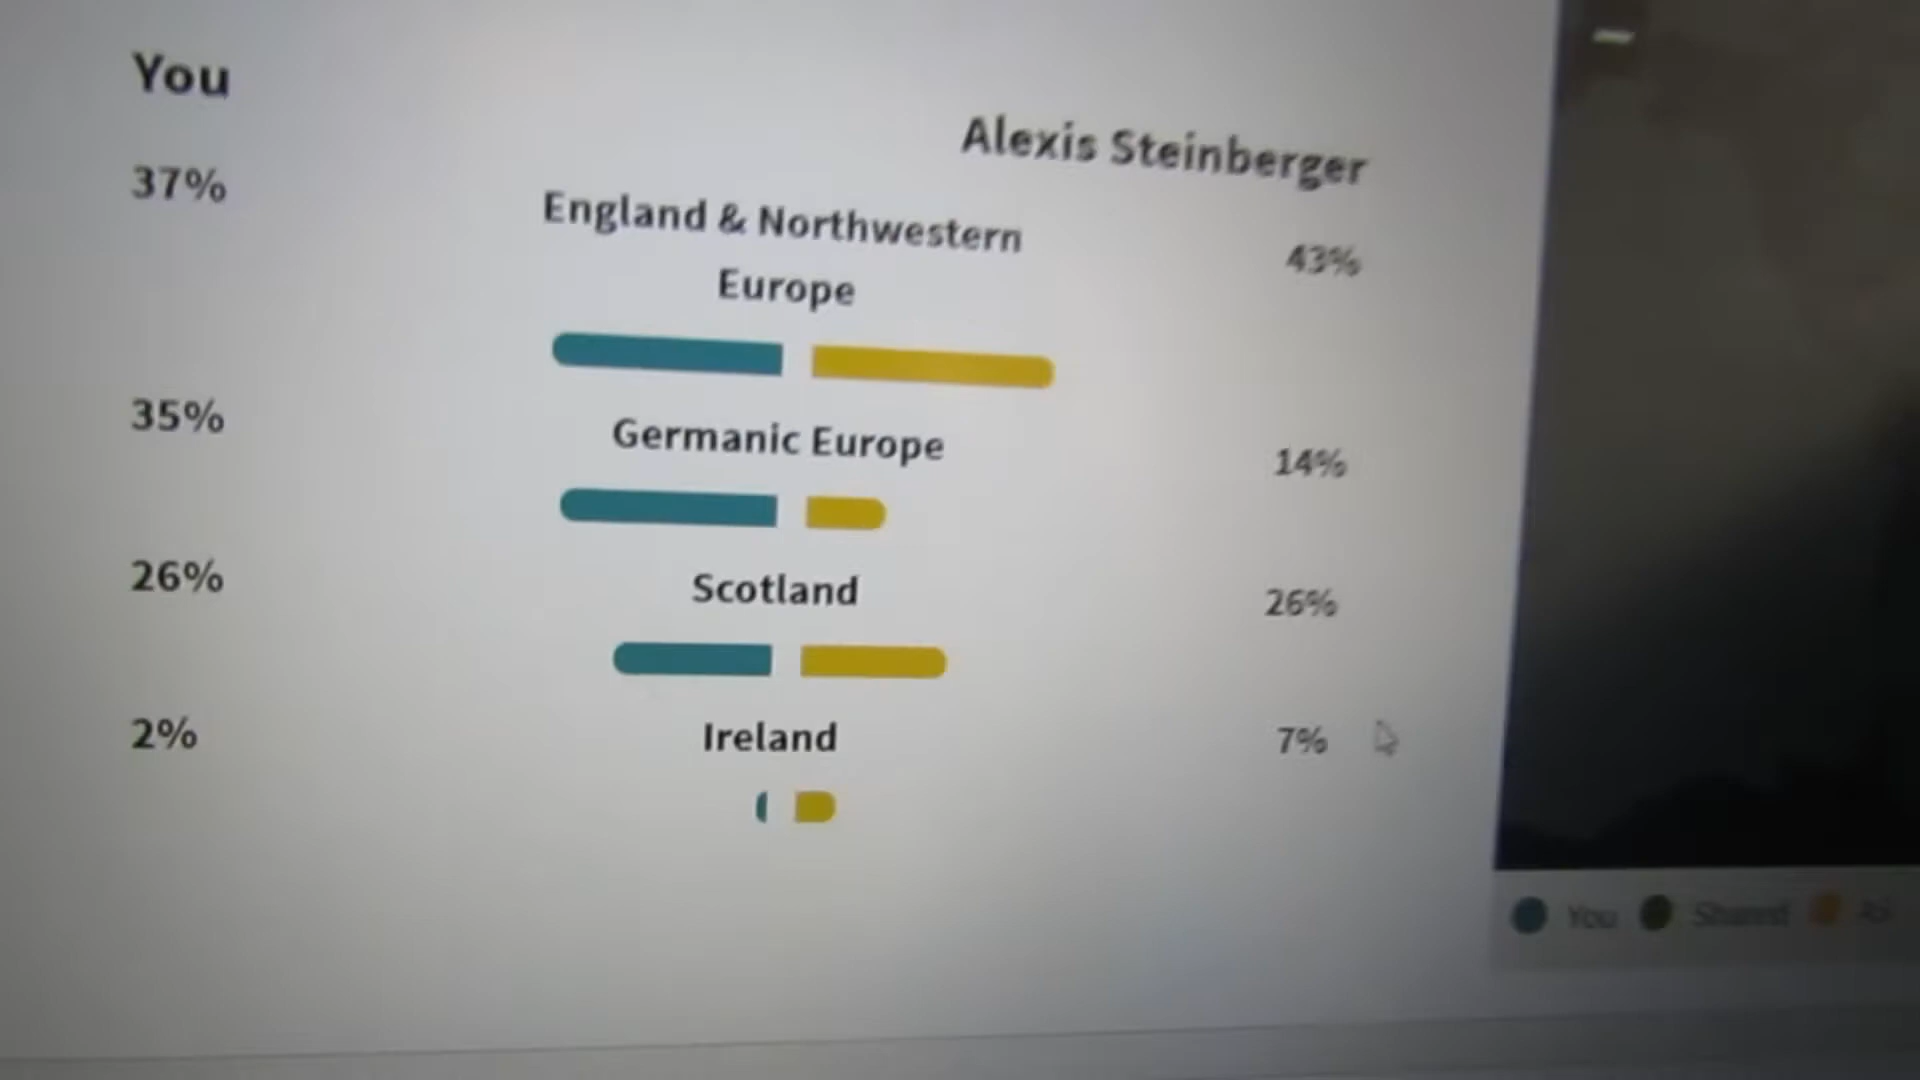 You
Alexis Steinberger
37%
England & Northwestern
Europe
43%
35%
Germanic Europe
14%
26%
Scotland
26%
2%
Ireland
7%
You
Shared